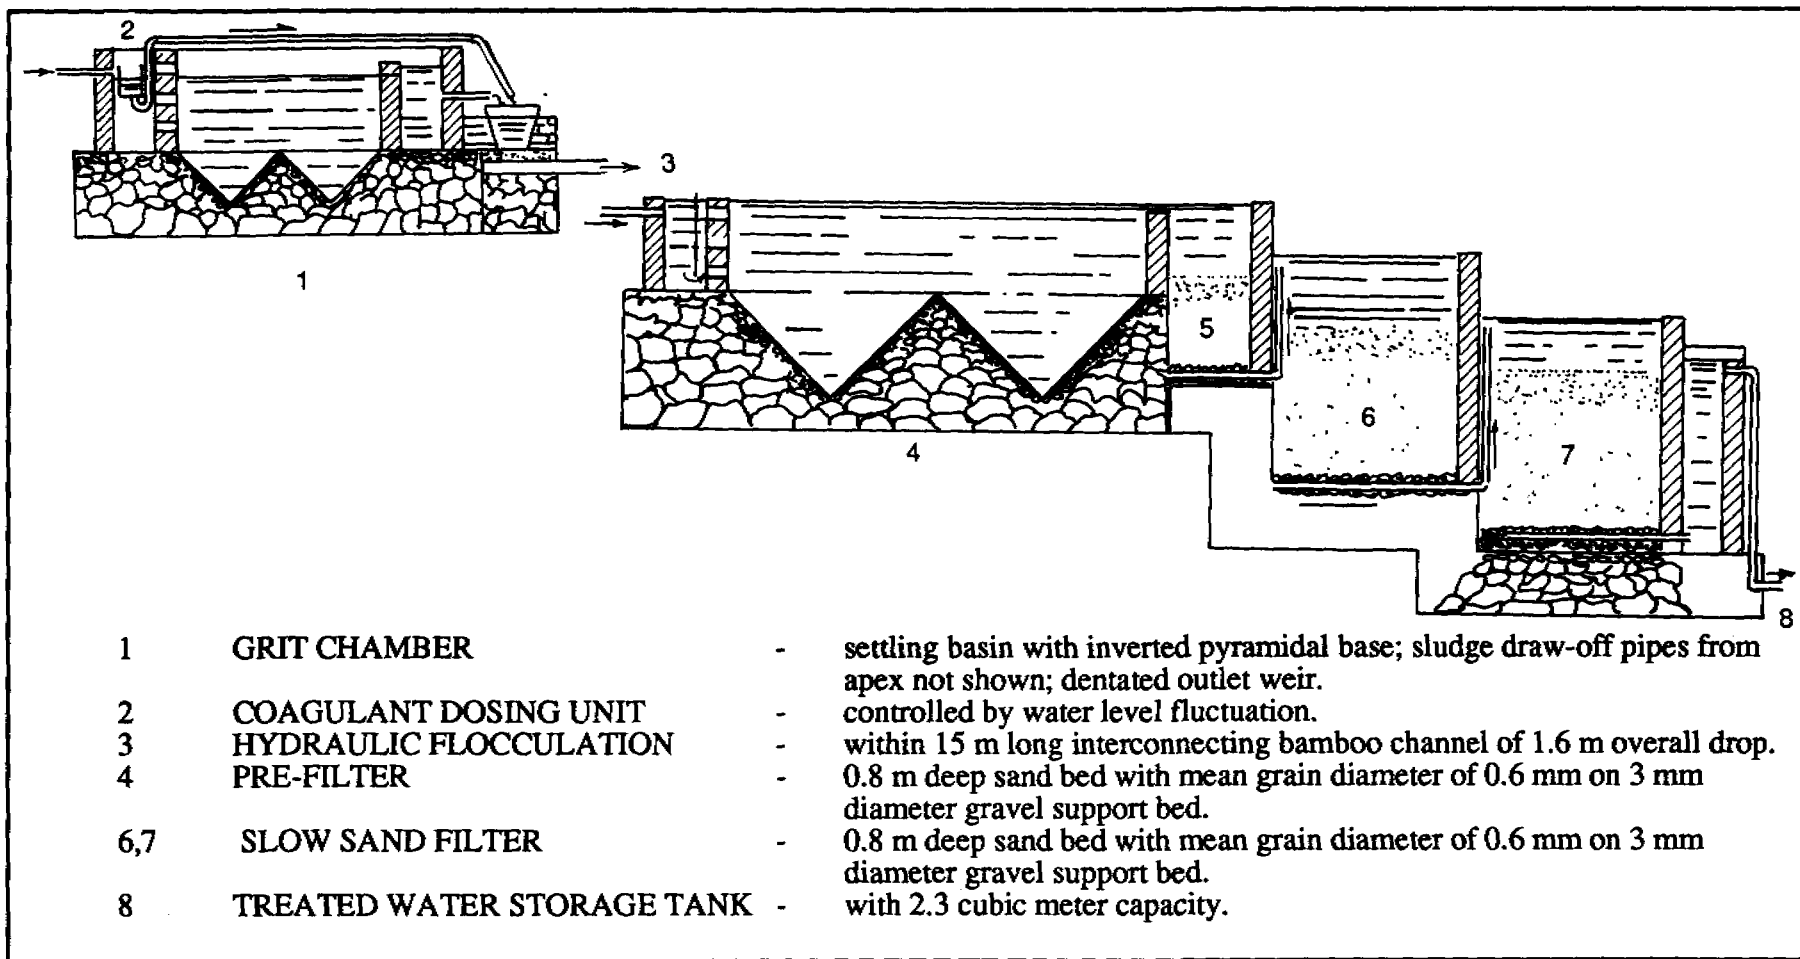 2
3
1
5
6
4
7
8
1 GRIT CHAMBER - settling basin with inverted pyramidal base; sludge draw-off pipes from
apex not shown; dentated outlet weir.
2 COAGULANT DOSING UNIT - controlled by water level fluctuation.
3 HYDRAULIC FLOCCULATION - within 15 m long interconnecting bamboo channel of 1.6 m overall drop.
4 PRE-FILTER - 0.8 m deep sand bed with mean grain diameter of 0.6 mm on 3 mm
diameter gravel support bed.
6,7 SLOW SAND FILTER - 0.8 m deep sand bed with mean grain diameter of 0.6 mm on 3 mm
diameter gravel support bed.
8 TREATED WATER STORAGE TANK - with 2.3 cubic meter capacity.